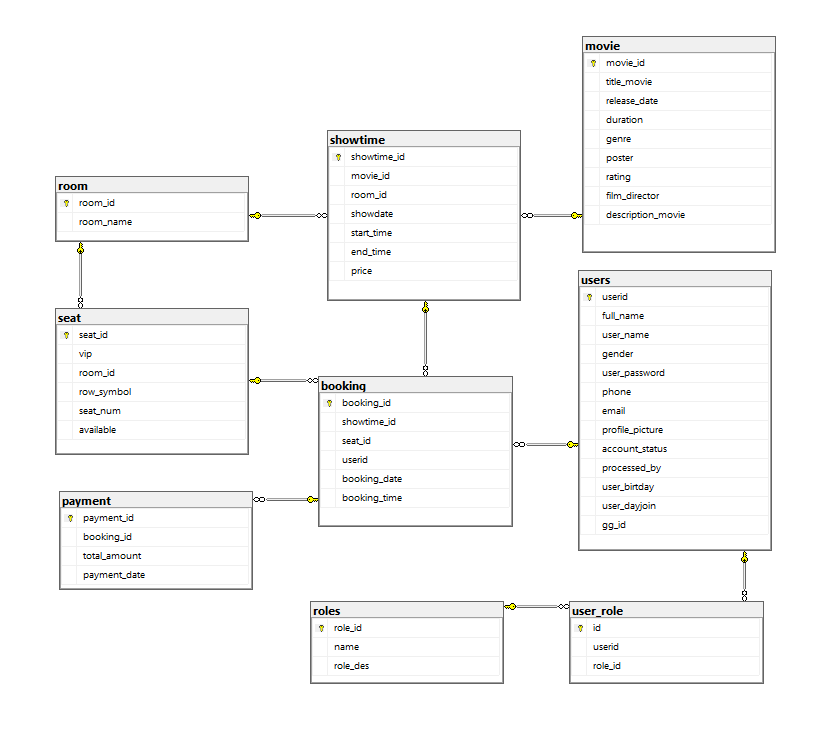 movie
movie_id
title_movie
release_date
duration
genre
poster
rating
film_director
description_movie
showtime
showtime_id
movie_id
room_id
showdate
start_time
end_time
price
room
room_id
room_name
users
userid
full_name
user_name
gender
user_password
phone
email
profile_picture
account_status
processed_by
user_birtday
user_dayjoin
gg_id
seat
seat_id
vip
room_id
row_symbol
seat_num
available
booking
booking_id
showtime_id
seat_id
userid
booking_date
booking_time
payment
payment_id
booking_id
total_amount
payment_date
roles
role_id
name
role_des
user_role
id
userid
role_id